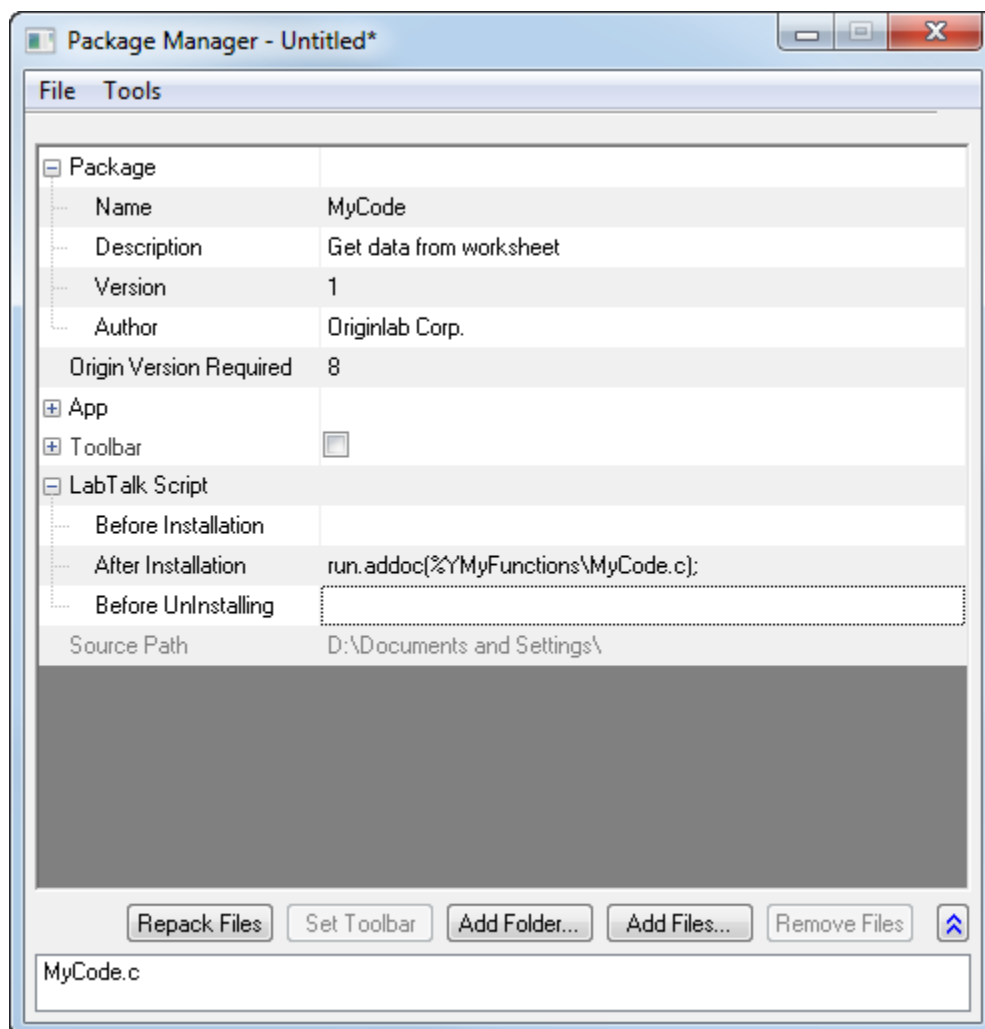 Package Manager - Untitled*
File Tools
Package
Name MyCode
Description Get data from worksheet
Version 1
Author Originlab Corp.
Origin Version Required 8
App
Toolbar
LabTalk Script
Before Installation
After Installation run.addoc(%YMyFunctions\MyCode.c);
Before UnInstalling
Source Path D:\Documents and Settings\
Repack Files Set Toolbar Add Folder... Add Files... Remove Files
MyCode.c